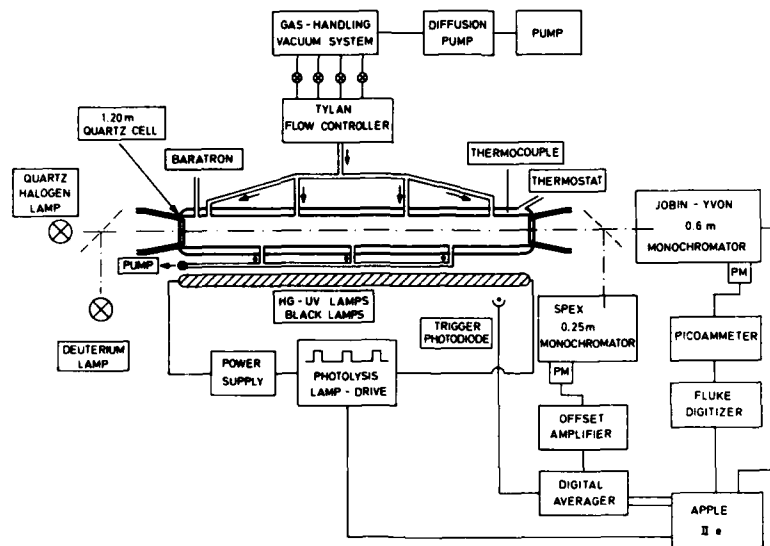 GAS-HANDLING
VACUUM SYSTEM
DIFFUSION
PUMP
PUMP
TYLAN
FLOW CONTROLLER
1.20 m
QUARTZ CELL
BARATRON
THERMOCOUPLE
THERMOSTAT
QUARTZ
HALOGEN
LAMP
JOBIN - YVON
0.6 m
MONOCHROMATOR
PM
PUMP
HG-UV LAMPS
BLACK LAMPS
TRIGGER
PHOTODIODE
SPEX
0.25m
MONOCHROMATOR
PM
PICOAMMETER
DEUTERIUM
LAMP
POWER
SUPPLY
PHOTOLYSIS
LAMP - DRIVE
OFFSET
AMPLIFIER
FLUKE
DIGITIZER
DIGITAL
AVERAGER
APPLE
II e